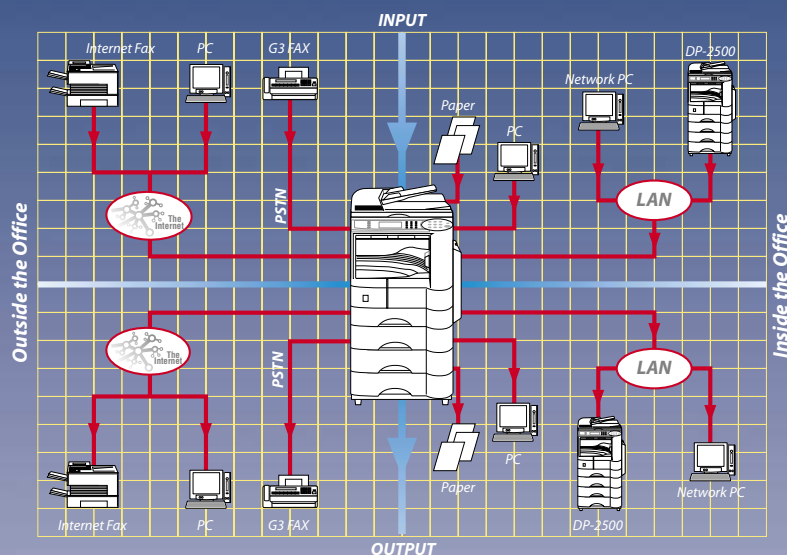 INPUT
Internet Fax
PC
G3 FAX
Paper
PC
Network PC
DP-2500
The
Internet
PSTN
LAN
Outside the Office
Inside the Office
The
Internet
PSTN
LAN
Internet Fax
PC
G3 FAX
Paper
PC
DP-2500
Network PC
OUTPUT